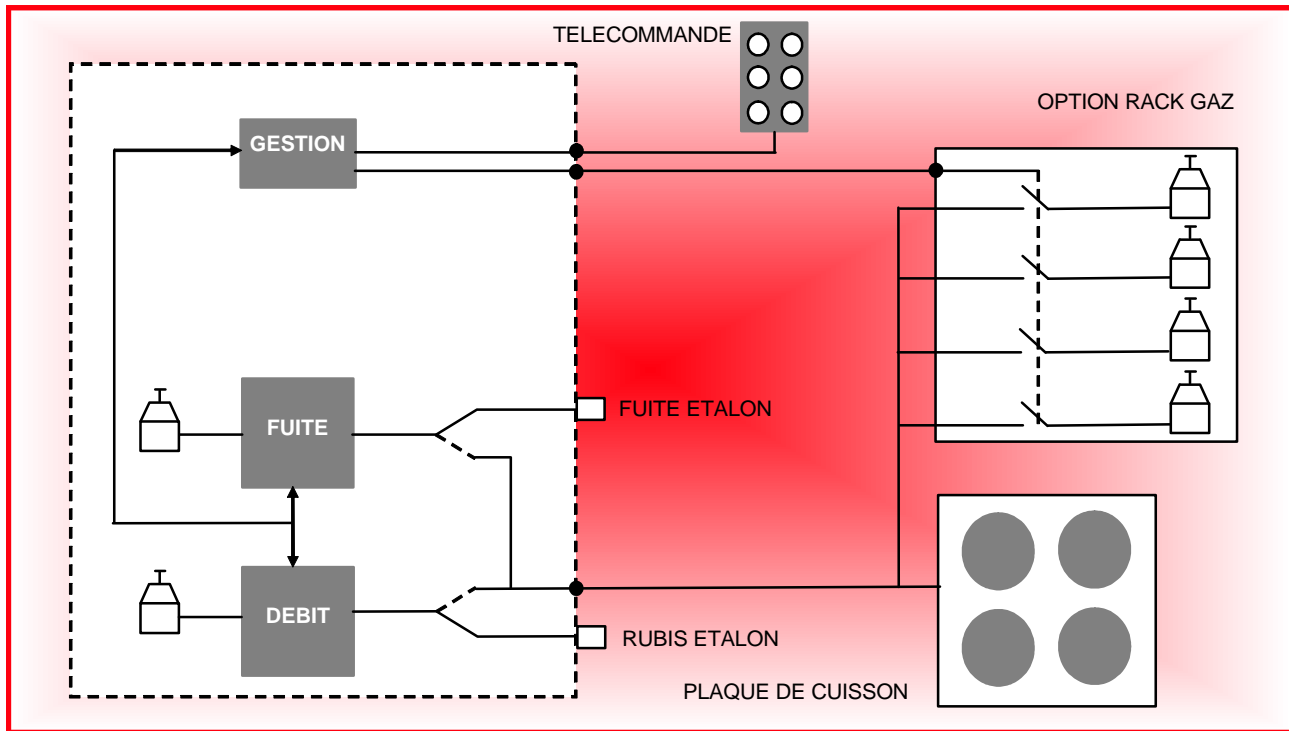 TELECOMMANDE
OPTION RACK GAZ
GESTION
FUITE ETALON
FUITE
DEBIT
RUBIS ETALON
PLAQUE DE CUISSON